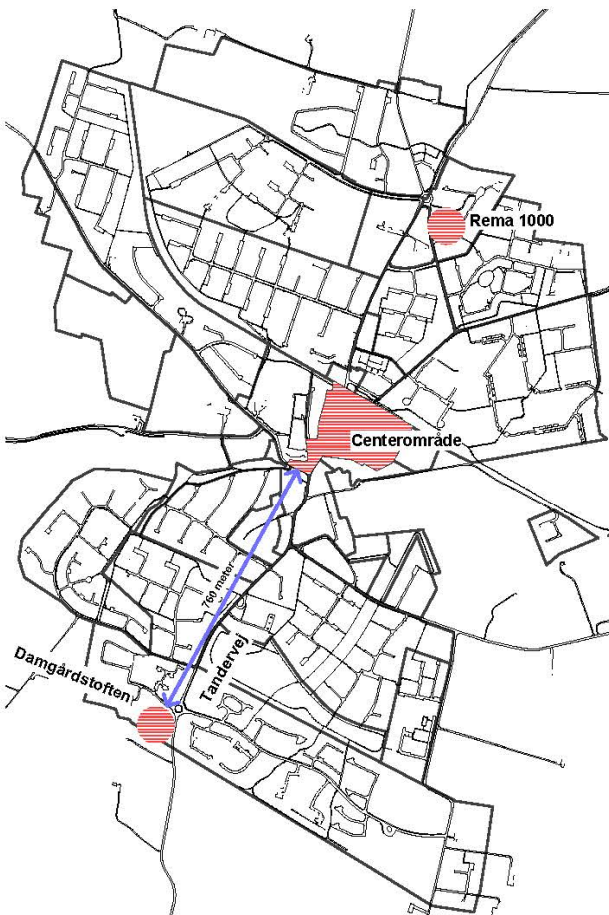 Rema 1000
Centerområde
760 meter
Tandervej
Damgårdstoften